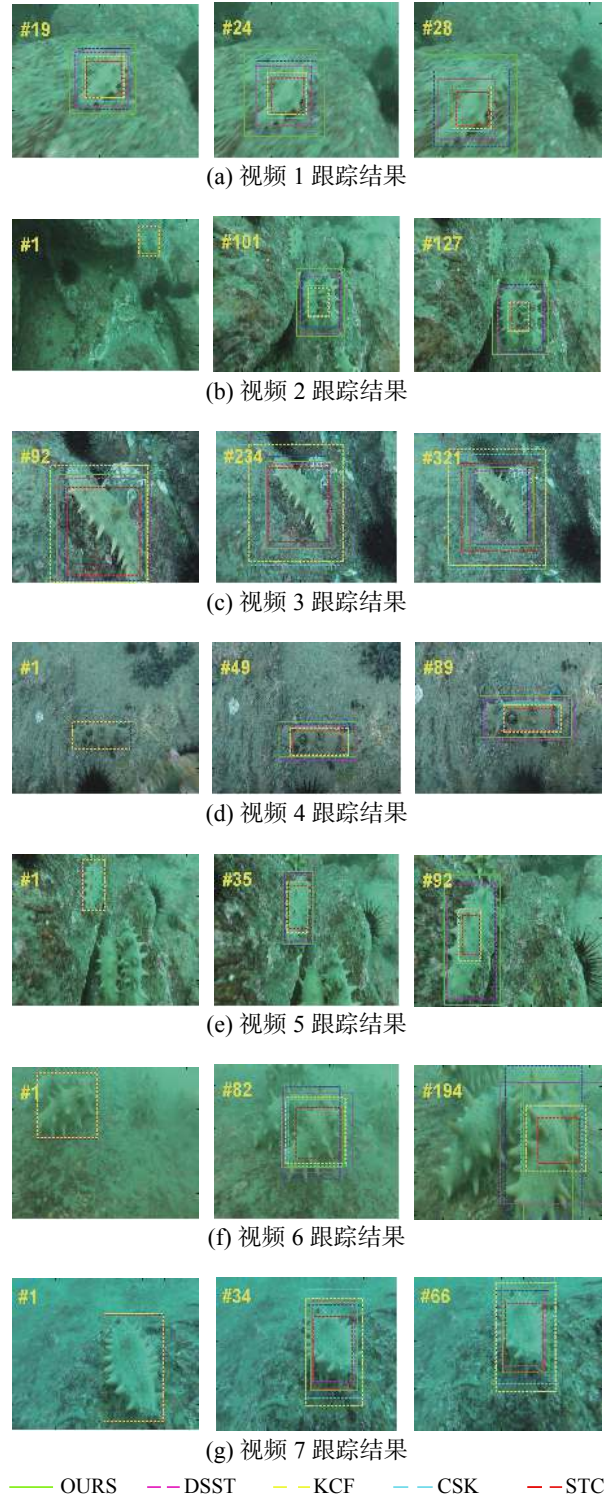 #19 #24 #28
(a) 视频 1 跟踪结果
#1 #101 #127
(b) 视频 2 跟踪结果
#92 #234 #321
(c) 视频 3 跟踪结果
#1 #49 #89
(d) 视频 4 跟踪结果
#1 #35 #92
(e) 视频 5 跟踪结果
#1 #82 #194
(f) 视频 6 跟踪结果
#1 #34 #66
(g) 视频 7 跟踪结果
OURS DSST KCF CSK STC